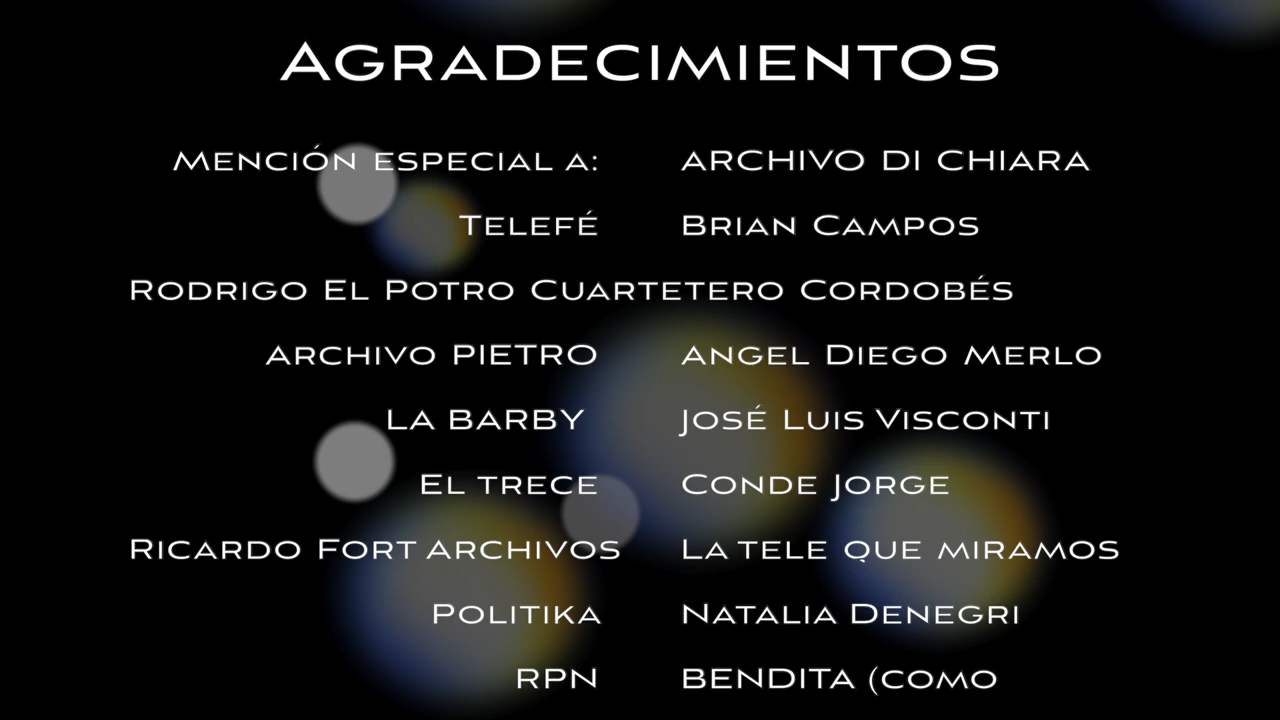 Agradecimientos
Mención especial a: ARCHIVO DI CHIARA
Telefé Brian Campos
Rodrigo El Potro Cuartetero Cordobés
archivo PIETRO Angel Diego Merlo
LA BARBY José Luis Visconti
El trece Conde Jorge
Ricardo Fort archivos La tele que miramos
Politika Natalia Denegri
RPN BENDITA (como